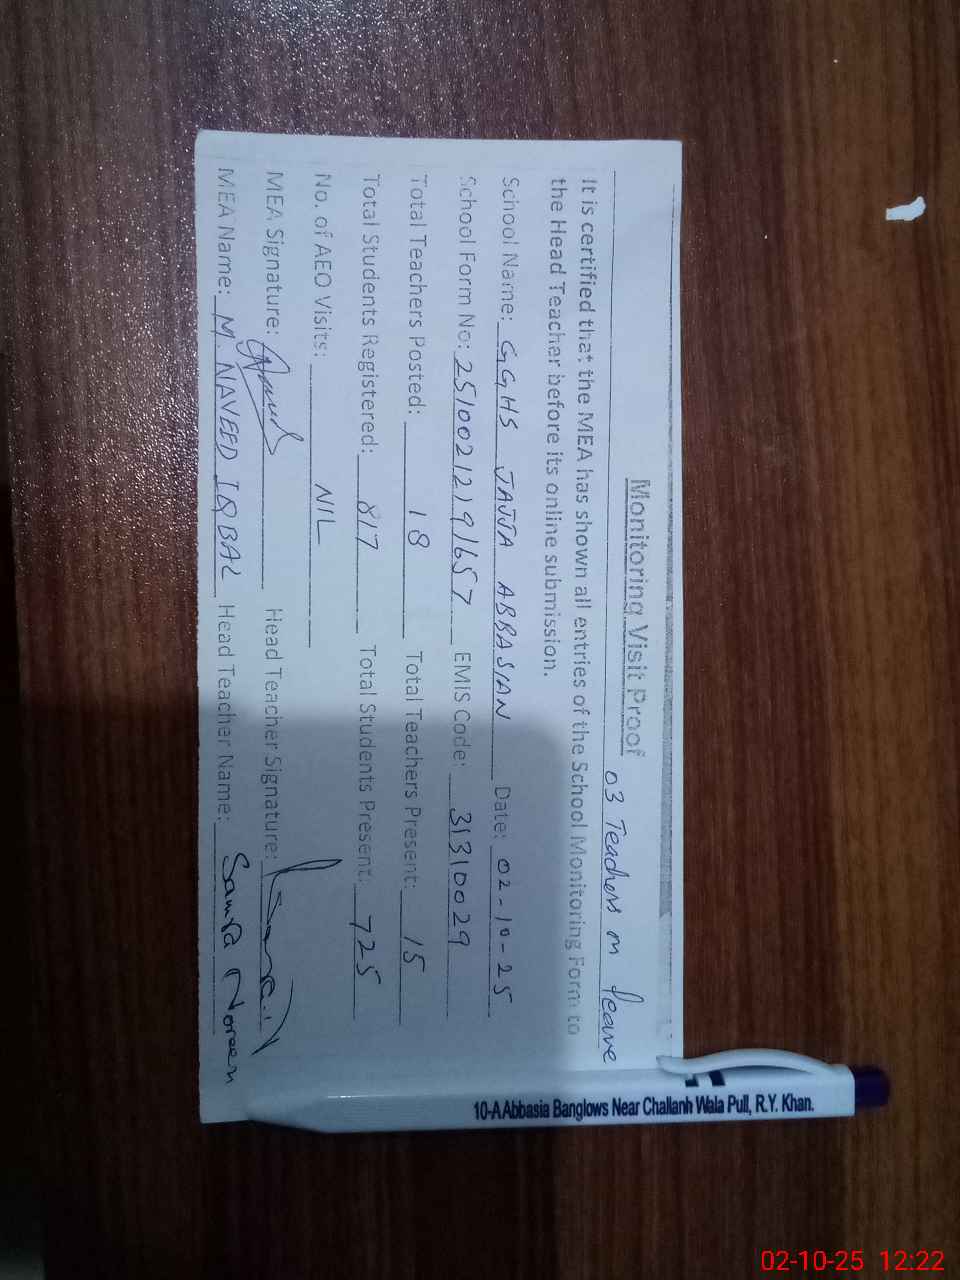 Monitoring Visit Proof
03 Teachers on leave
It is certified that the MEA has shown all entries of the School Monitoring Form to
the Head Teacher before its online submission.
School Name: GGHS JAJJA ABBASIAN Date: 02-10-25
School Form No: 25100212191657 EMIS Code: 31310029
Total Teachers Posted: 18 Total Teachers Present: 15
Total Students Registered: 817 Total Students Present: 725
No. of AEO Visits: NIL
MEA Signature: Head Teacher Signature:
MEA Name: M. NAVEED IQBAL Head Teacher Name: Samra Noreen
10-A Abbasia Banglows Near Challanh Wala Pull, R.Y. Khan.
02-10-25 12:22